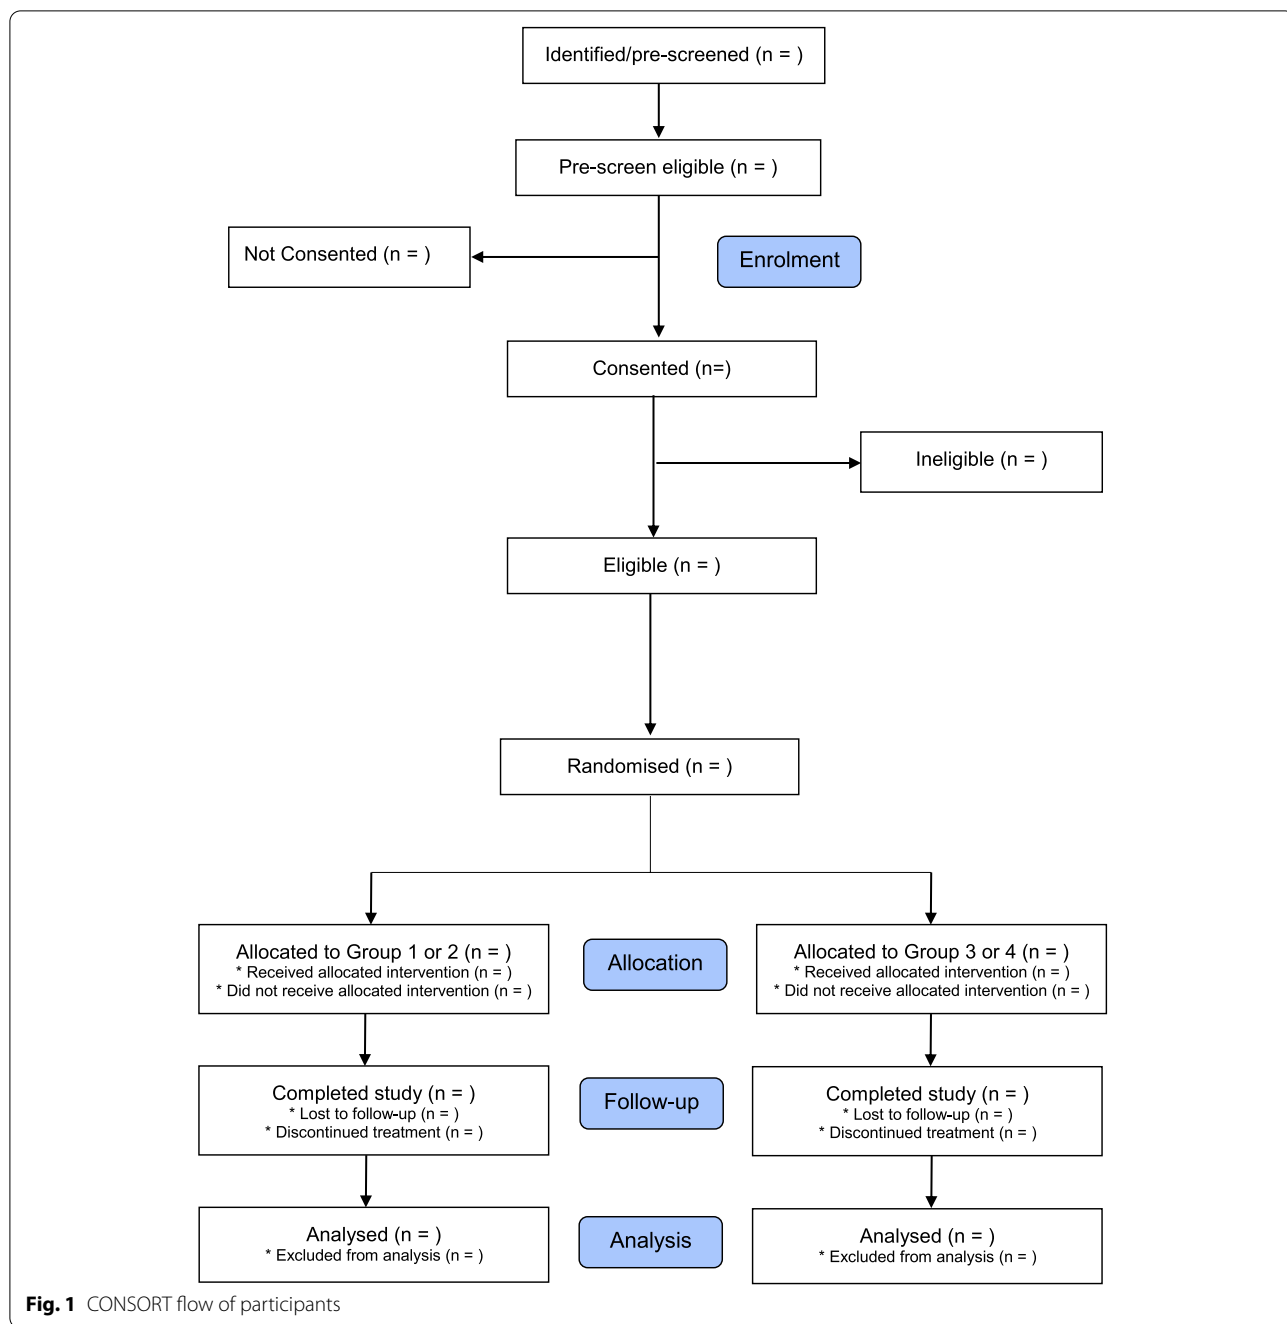 Identified/pre-screened (n = )
Pre-screen eligible (n = )
Not Consented (n = )
Enrolment
Consented (n=)
Ineligible (n = )
Eligible (n = )
Randomised (n = )
Allocated to Group 1 or 2 (n = )
* Received allocated intervention (n = )
* Did not receive allocated intervention (n = )
Allocation
Allocated to Group 3 or 4 (n = )
* Received allocated intervention (n = )
* Did not receive allocated intervention (n = )
Completed study (n = )
* Lost to follow-up (n = )
* Discontinued treatment (n = )
Follow-up
Completed study (n = )
* Lost to follow-up (n = )
* Discontinued treatment (n = )
Analysed (n = )
* Excluded from analysis (n = )
Analysis
Analysed (n = )
* Excluded from analysis (n = )
Fig. 1 CONSORT flow of participants